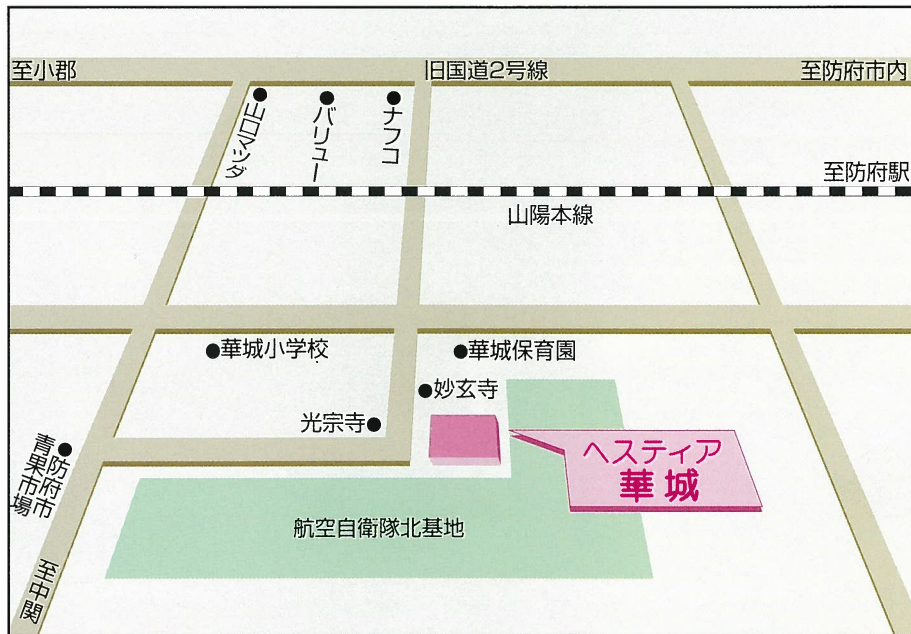 至小郡
旧国道2号線
至防府市内
山口マツダ
バリュー
ナフコ
至防府駅
山陽本線
華城小学校
華城保育園
妙玄寺
光宗寺
防府市
青果市場
ヘスティア
華城
航空自衛隊北基地
至中関